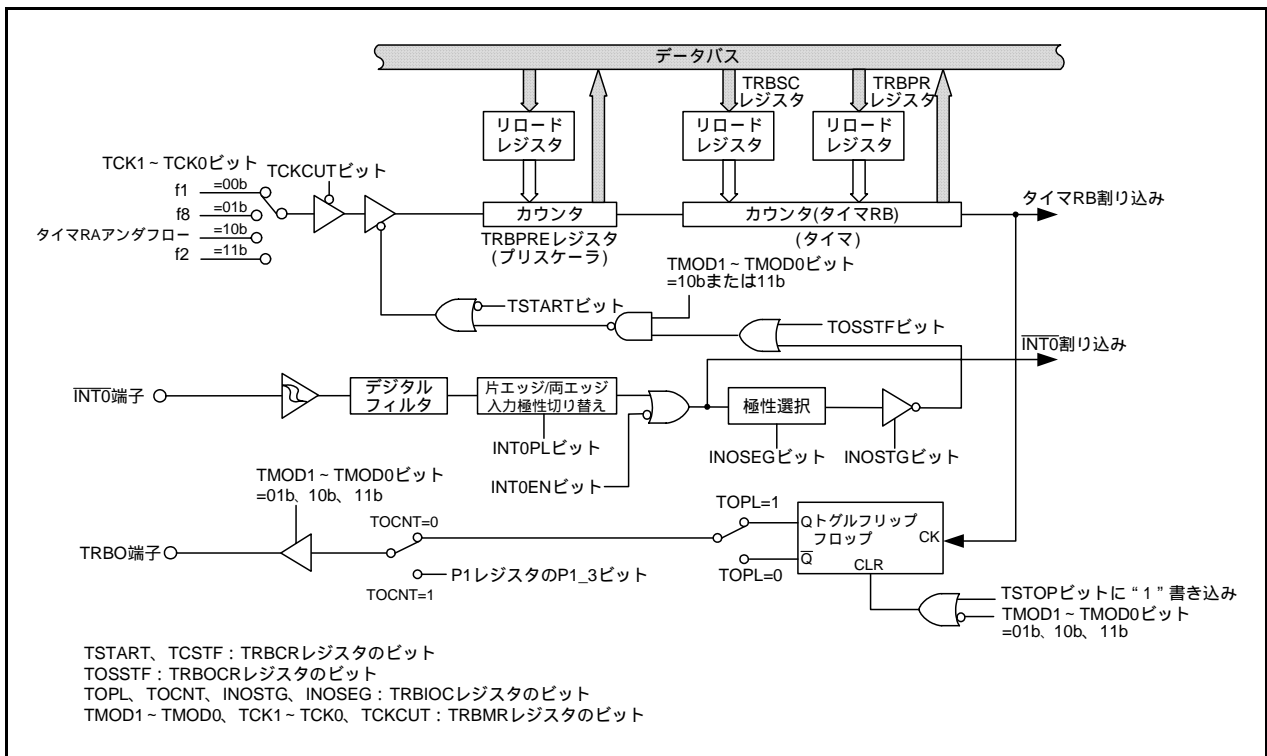 データバス
TRBSC
レジスタ
TRBPR
レジスタ
リロード
レジスタ
リロード
レジスタ
リロード
レジスタ
TCK1～TCK0ビット
TCKCUTビット
f1 =00b
f8 =01b
タイマRAアンダフロー =10b
f2 =11b
カウンタ
TRBPREレジスタ
(プリスケーラ)
カウンタ(タイマRB)
(タイマ)
タイマRB割り込み
TMOD1～TMOD0ビット
=10bまたは11b
TSTARTビット
TOSSTFビット
INT0割り込み
INT0端子
デジタル
フィルタ
片エッジ/両エッジ
入力極性切り替え
極性選択
INT0PLビット
INOSEGビット
INOSTGビット
INT0ENビット
TMOD1～TMOD0ビット
=01b、10b、11b
TOCNT=0
TOPL=1
Q トグルフリップ
フロップ
CK
Q
CLR
TRBO端子
P1レジスタのP1_3ビット
TOCNT=1
TOPL=0
TSTOPビットに“1”書き込み
TMOD1～TMOD0ビット
=01b、10b、11b
TSTART、TCSTF：TRBCRレジスタのビット
TOSSTF：TRBOCRレジスタのビット
TOPL、TOCNT、INOSTG、INOSEG：TRBIOCレジスタのビット
TMOD1～TMOD0、TCK1～TCK0、TCKCUT：TRBMRレジスタのビット